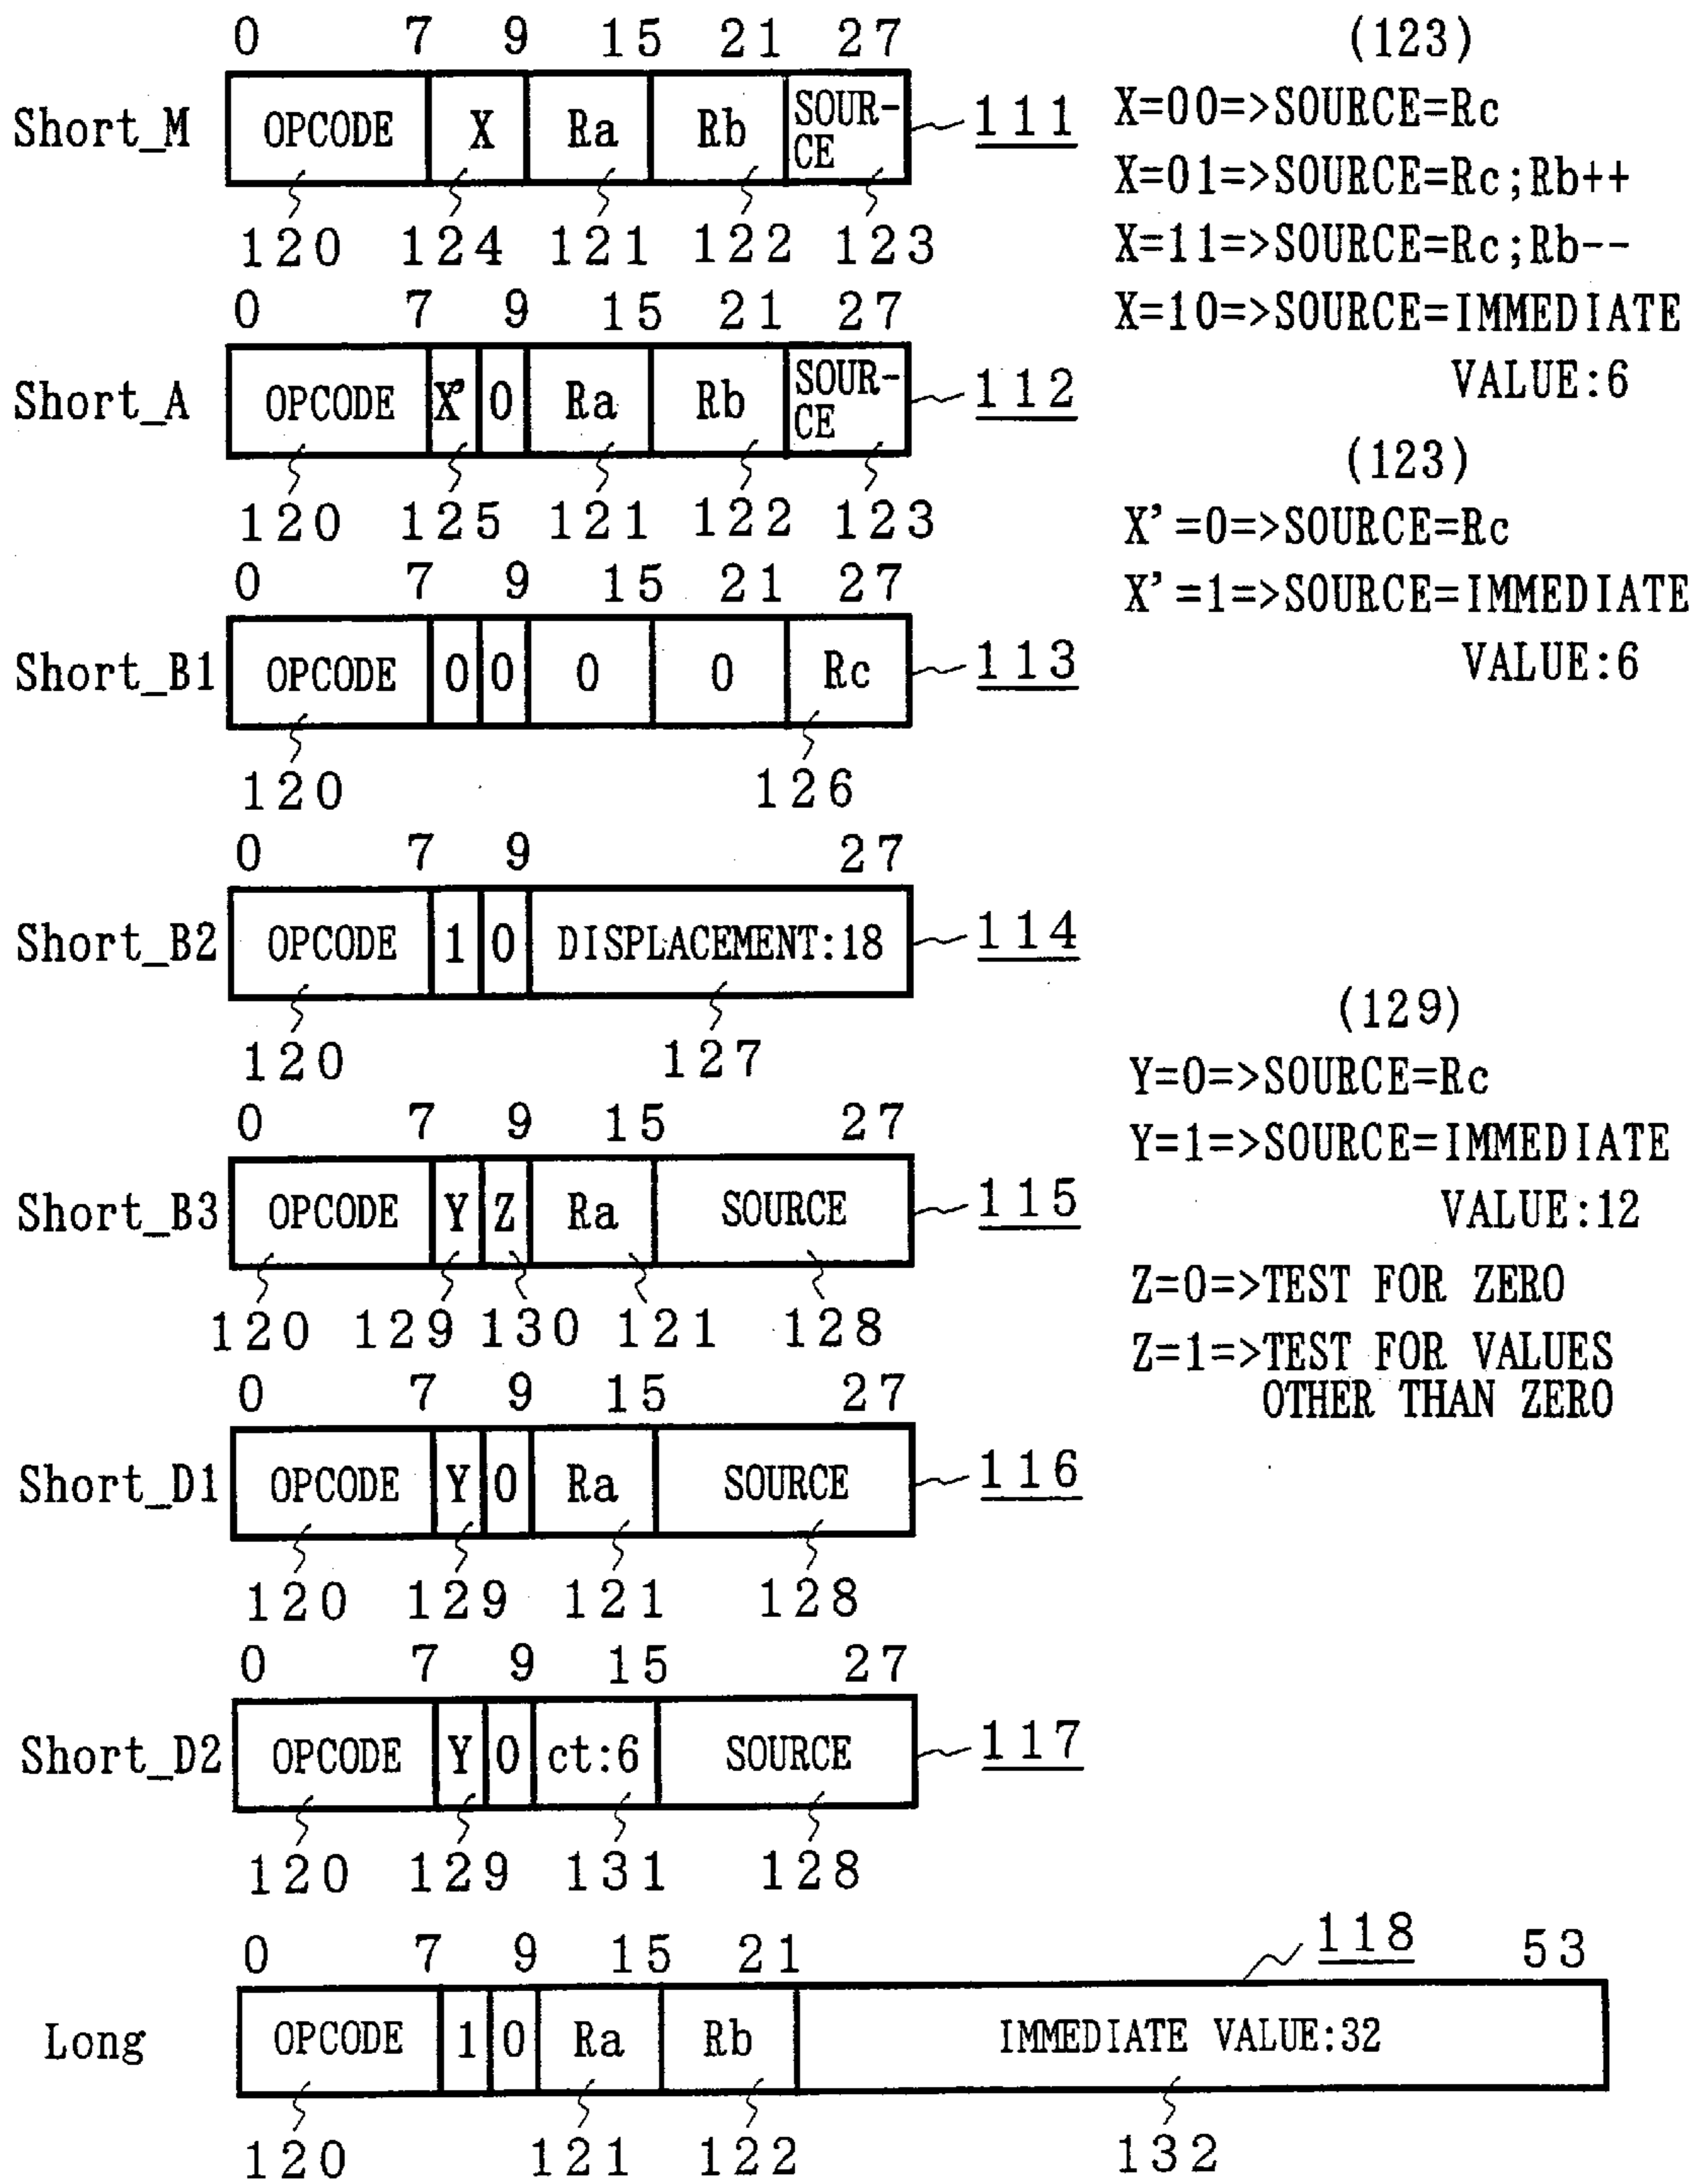 0 7 9 15 21 27
Short_M OPCODE X Ra Rb SOUR-CE 111
120 124 121 122 123
(123)
X=00=>SOURCE=Rc
X=01=>SOURCE=Rc;Rb++
X=11=>SOURCE=Rc;Rb--
X=10=>SOURCE=IMMEDIATE
VALUE:6
0 7 9 15 21 27
Short_A OPCODE X' 0 Ra Rb SOUR-CE 112
120 125 121 122 123
(123)
X'=0=>SOURCE=Rc
X'=1=>SOURCE=IMMEDIATE
VALUE:6
0 7 9 15 21 27
Short_B1 OPCODE 0 0 0 0 Rc 113
120 126
0 7 9 27
Short_B2 OPCODE 1 0 DISPLACEMENT:18 114
120 127
0 7 9 15 27
Short_B3 OPCODE Y Z Ra SOURCE 115
120 129 130 121 128
(129)
Y=0=>SOURCE=Rc
Y=1=>SOURCE=IMMEDIATE
VALUE:12
Z=0=>TEST FOR ZERO
Z=1=>TEST FOR VALUES
OTHER THAN ZERO
0 7 9 15 27
Short_D1 OPCODE Y 0 Ra SOURCE 116
120 129 121 128
0 7 9 15 27
Short_D2 OPCODE Y 0 ct:6 SOURCE 117
120 129 131 128
0 7 9 15 21 118 53
Long OPCODE 1 0 Ra Rb IMMEDIATE VALUE:32
120 121 122 132